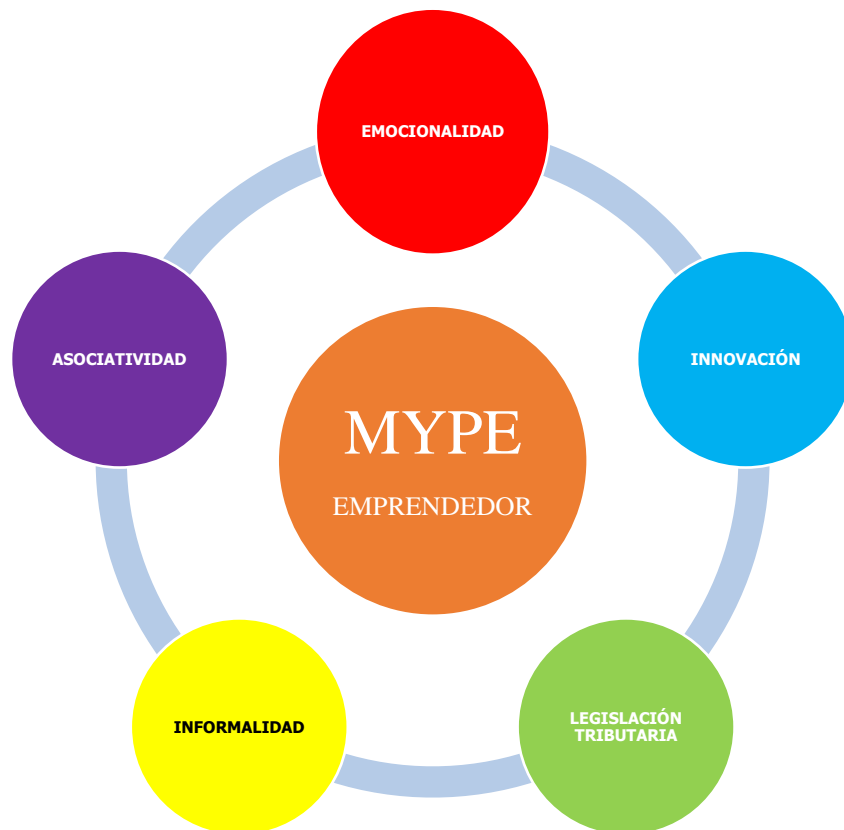 EMOCIONALIDAD
ASOCIATIVIDAD
INNOVACIÓN
MYPE
EMPRENDEDOR
INFORMALIDAD
LEGISLACIÓN
TRIBUTARIA